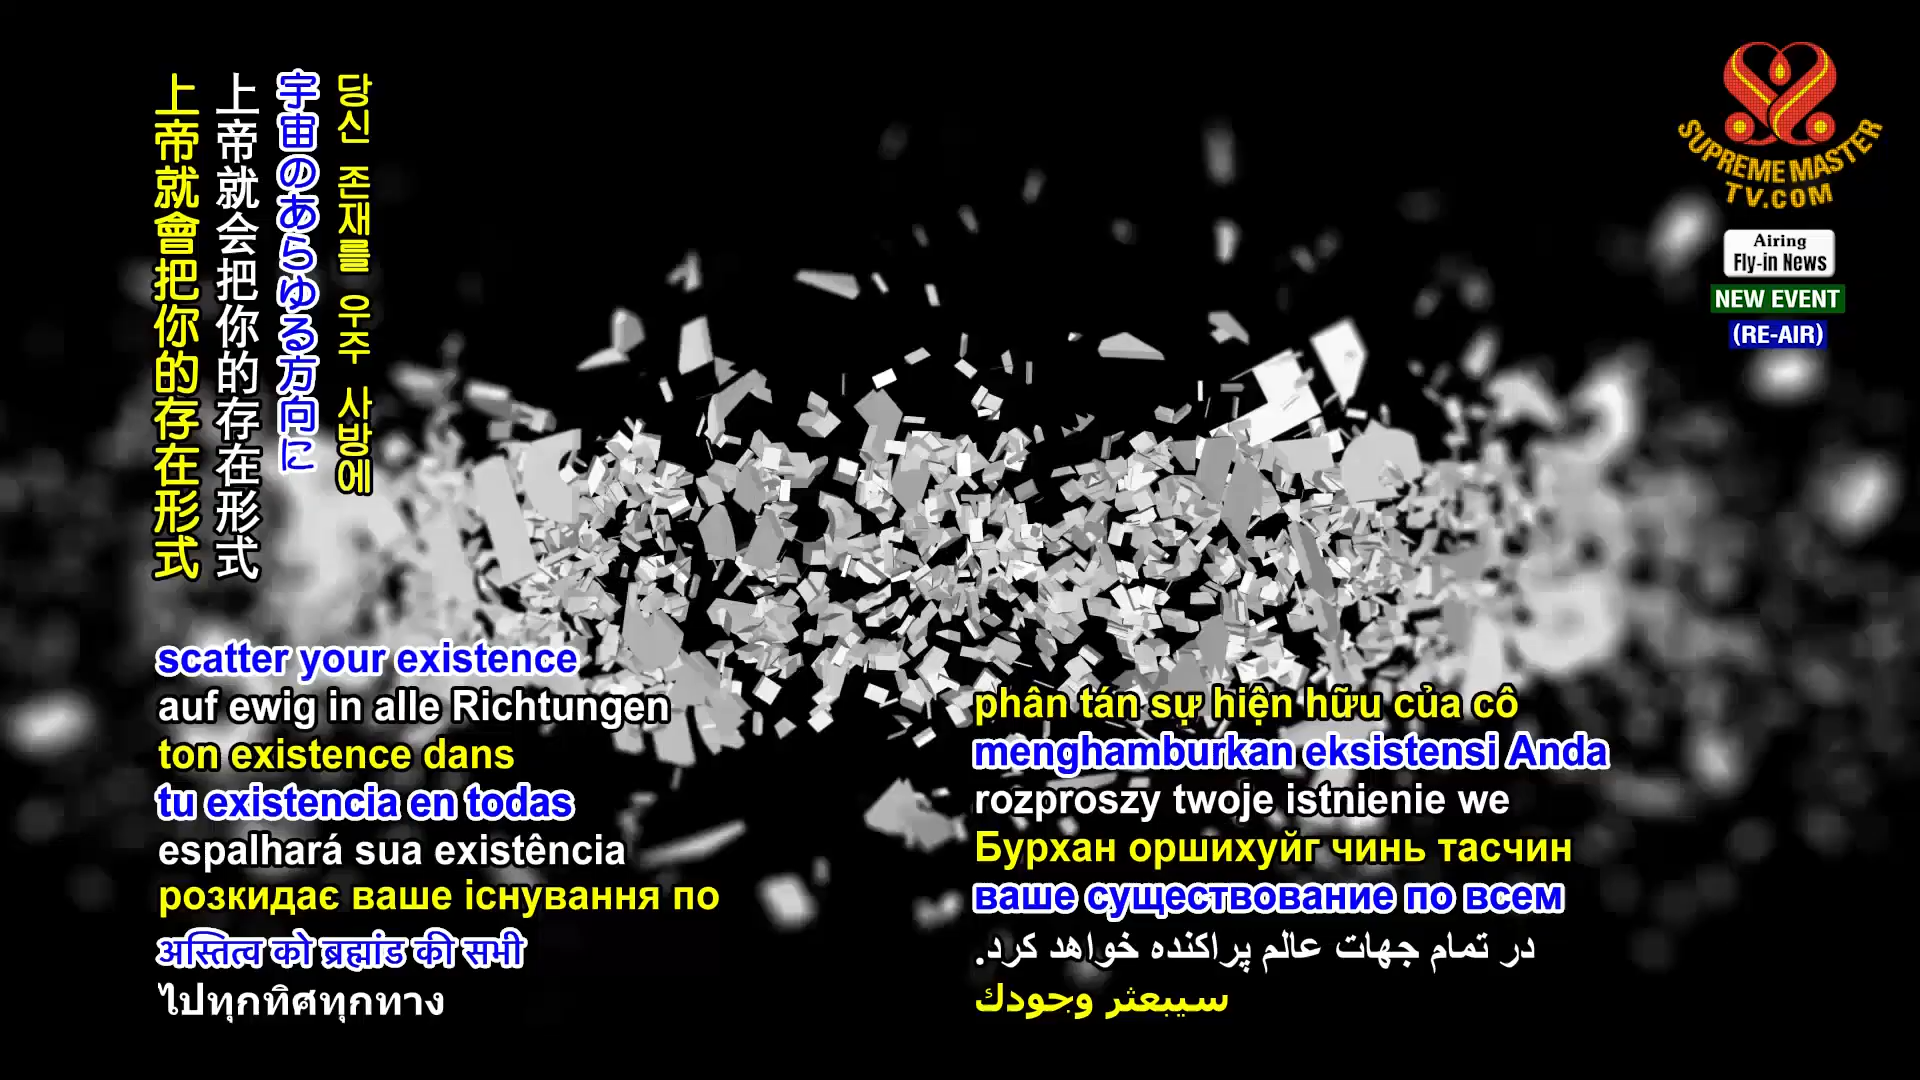 上帝就會把你的存在形式
上帝就会把你的存在形式
宇宙のあらゆる方向に
당신 존재를 우주 사방에
SUPREME MASTER
TV.COM
Airing
Fly-in News
NEW EVENT
(RE-AIR)
scatter your existence
auf ewig in alle Richtungen
ton existence dans
tu existencia en todas
espalhará sua existência
розкидає ваше існування по
अस्तित्व को ब्रह्मांड की सभी
ไปทุกทิศทุกทาง
phân tán sự hiện hữu của cô
menghamburkan eksistensi Anda
rozproszy twoje istnienie we
Бурхан оршихуйг чинь тасчин
ваше существование по всем
در تمام جهات عالم پراکنده خواهد کرد.
سيبعثر وجودك